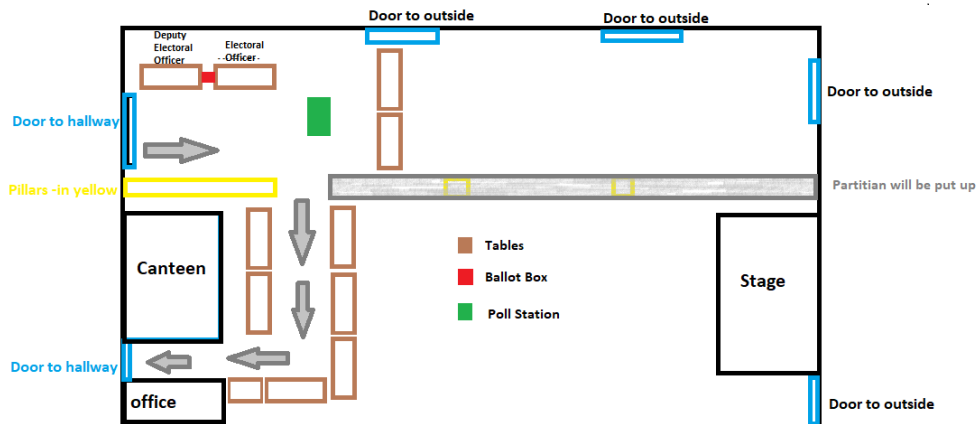 Door to outside
Door to outside
Deputy
Electoral
Officer
Electoral
Officer
Door to outside
Door to hallway
Pillars -in yellow
Partitian will be put up
Canteen
Tables
Ballot Box
Poll Station
Stage
Door to hallway
office
Door to outside